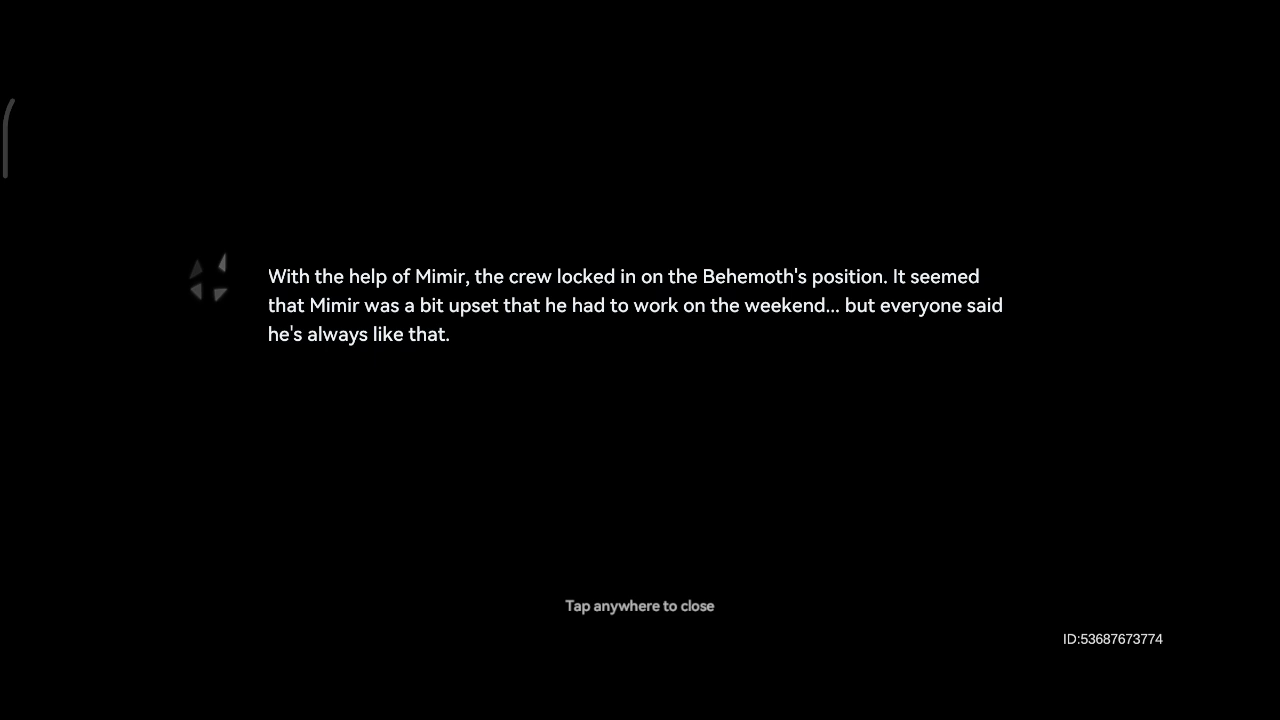 With the help of Mimir, the crew locked in on the Behemoth's position. It seemed
that Mimir was a bit upset that he had to work on the weekend... but everyone said
he's always like that.
Tap anywhere to close
ID:53687673774